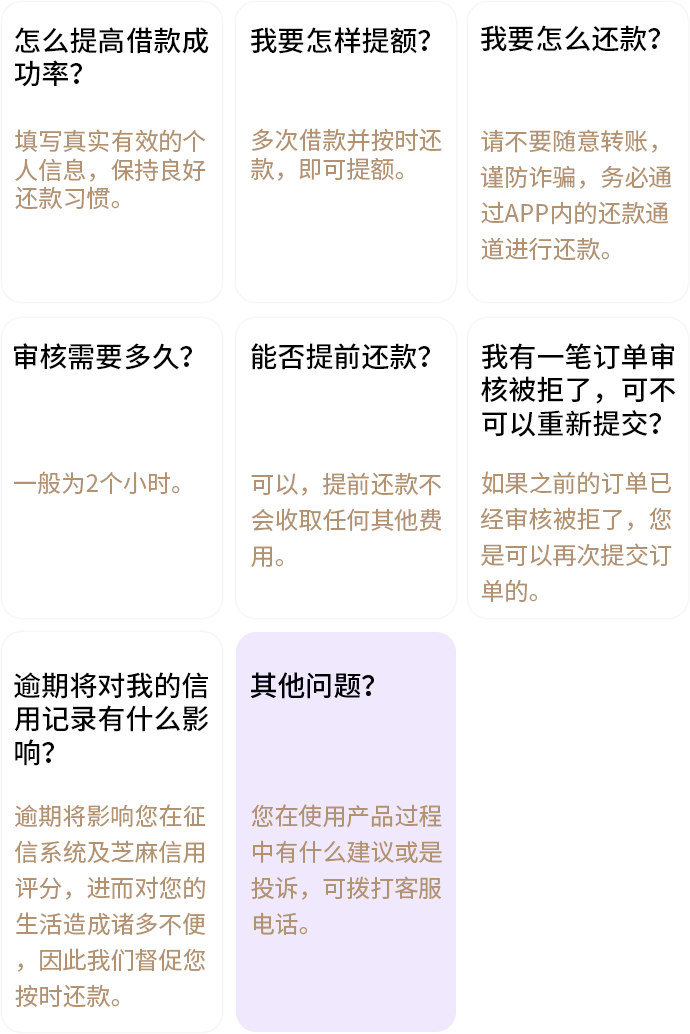 怎么提高借款成
功率？
填写真实有效的个
人信息，保持良好
还款习惯。
我要怎样提额？
多次借款并按时还
款，即可提额。
我要怎么还款？
请不要随意转账，
谨防诈骗，务必通
过APP内的还款通
道进行还款。
审核需要多久？
一般为2个小时。
能否提前还款？
可以，提前还款不
会收取任何其他费
用。
我有一笔订单审
核被拒了，可不
可以重新提交？
如果之前的订单已
经审核被拒了，您
是可以再次提交订
单的。
逾期将对我的信
用记录有什么影
响？
逾期将影响您在征
信系统及芝麻信用
评分，进而对您的
生活造成诸多不便
，因此我们督促您
按时还款。
其他问题？
您在使用产品过程
中有什么建议或是
投诉，可拨打客服
电话。